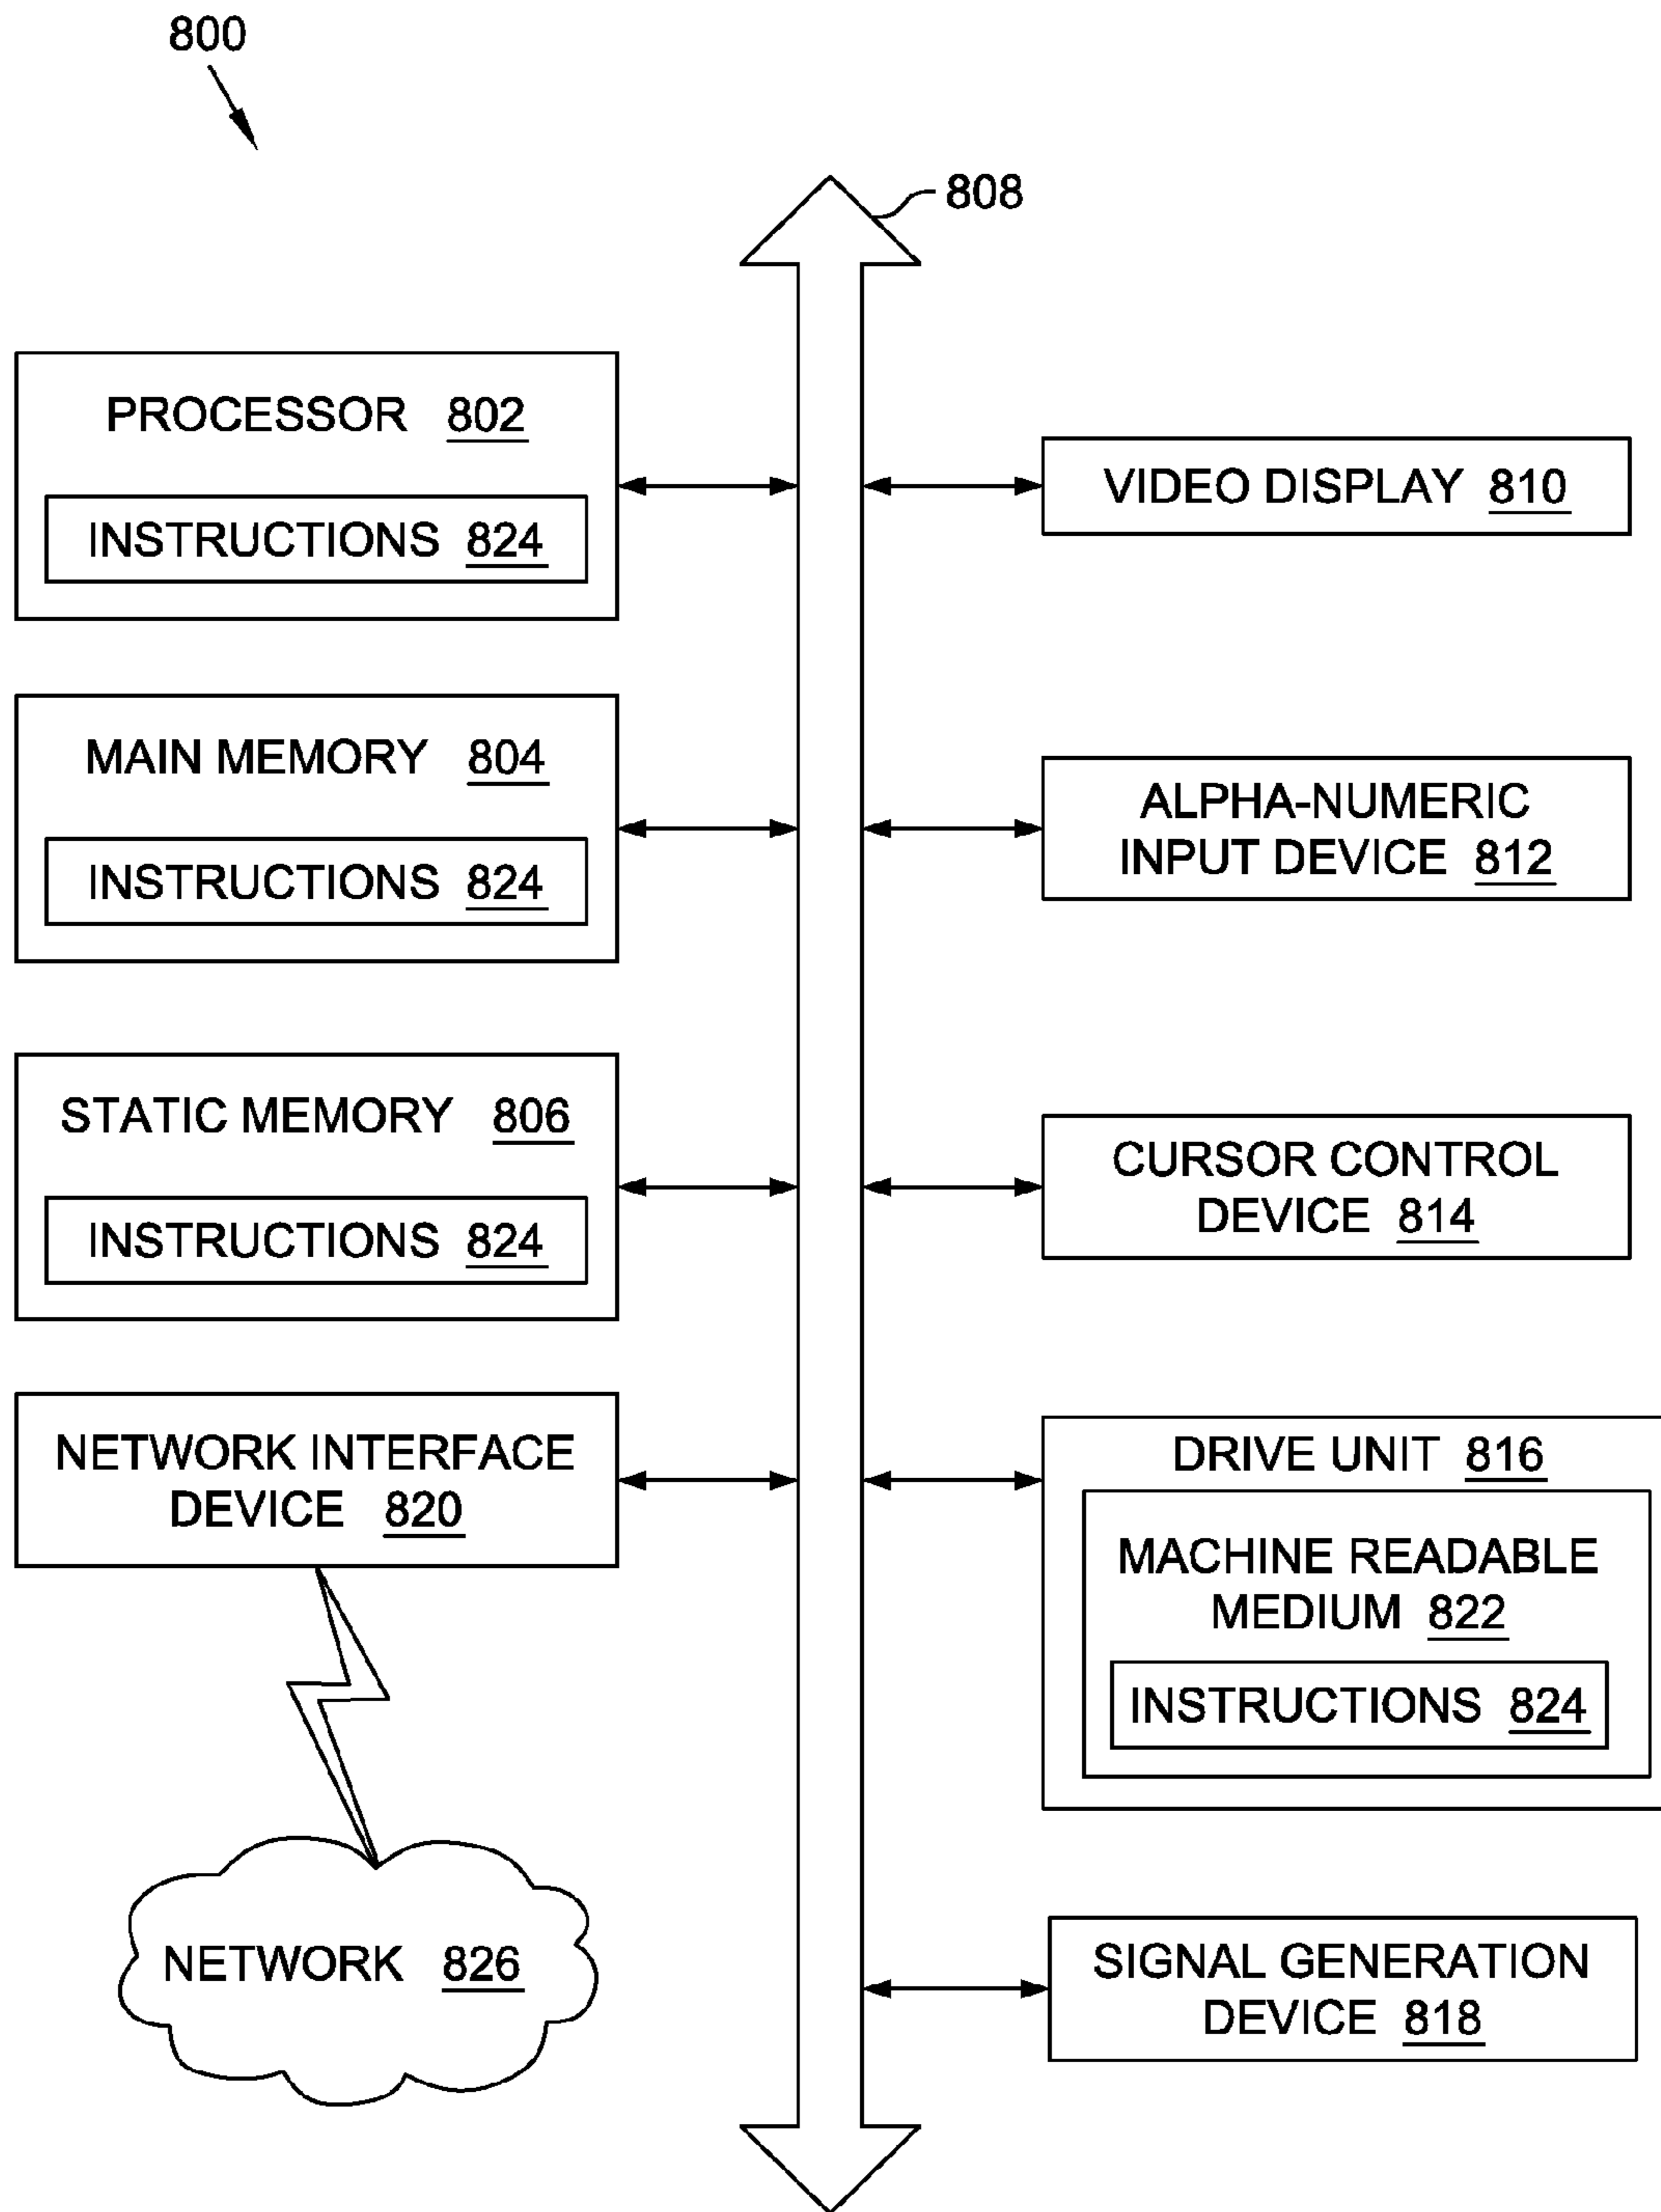 800
808
PROCESSOR 802
INSTRUCTIONS 824
MAIN MEMORY 804
INSTRUCTIONS 824
STATIC MEMORY 806
INSTRUCTIONS 824
NETWORK INTERFACE
DEVICE 820
NETWORK 826
VIDEO DISPLAY 810
ALPHA-NUMERIC
INPUT DEVICE 812
CURSOR CONTROL
DEVICE 814
DRIVE UNIT 816
MACHINE READABLE
MEDIUM 822
INSTRUCTIONS 824
SIGNAL GENERATION
DEVICE 818